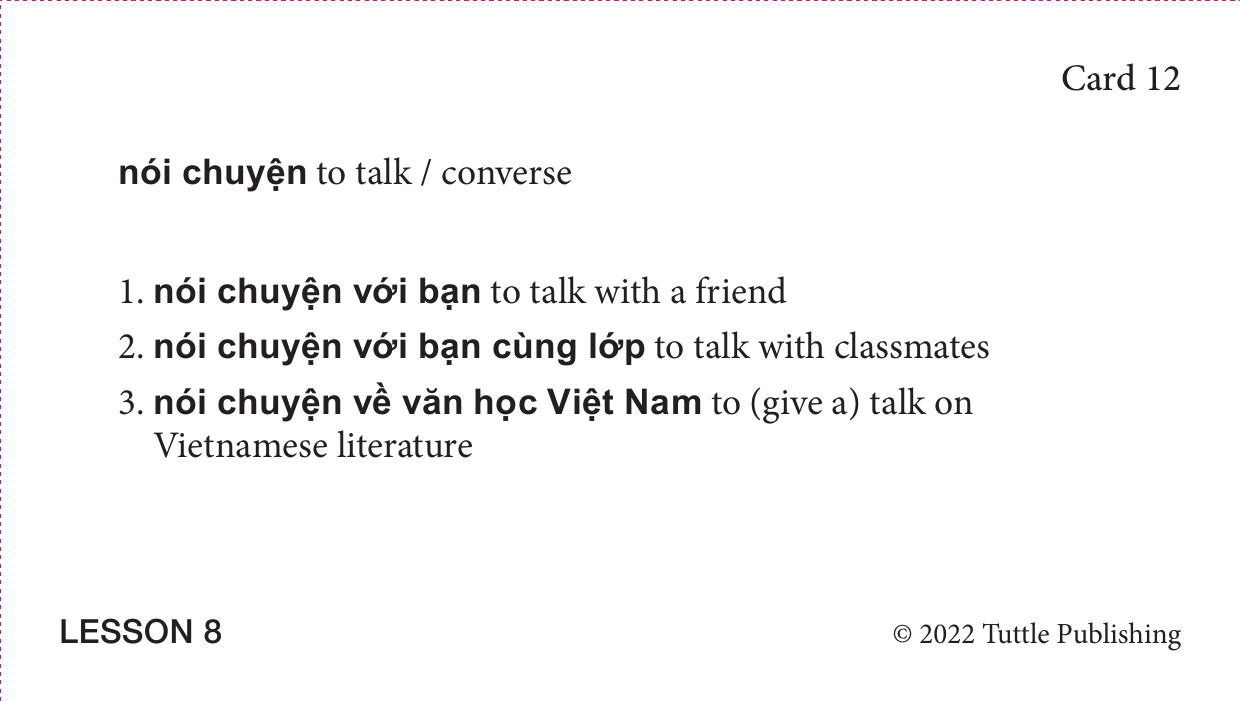 Card 12
nói chuyện to talk / converse
1. nói chuyện với bạn to talk with a friend
2. nói chuyện với bạn cùng lớp to talk with classmates
3. nói chuyện về văn học Việt Nam to (give a) talk on
Vietnamese literature
LESSON 8
© 2022 Tuttle Publishing